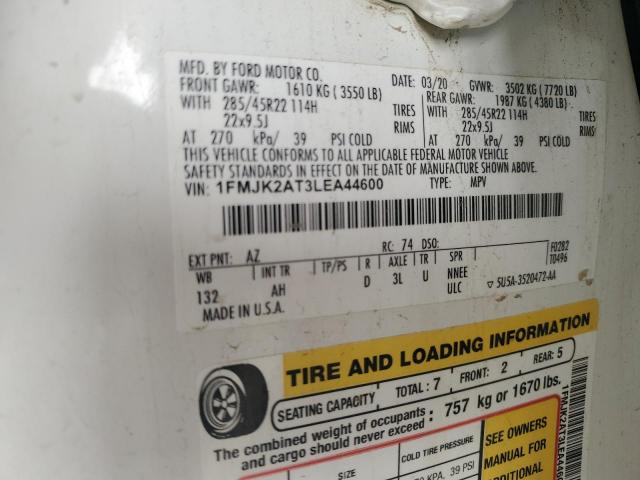 MFD. BY FORD MOTOR CO.
DATE: 03/20 GVWR: 3502 KG ( 7720 LB)
FRONT GAWR: 1610 KG ( 3550 LB) REAR GAWR: 1987 KG ( 4380 LB)
WITH 285/45R22 114H TIRES WITH 285/45R22 114H TIRES
22x9.5J RIMS 22x9.5J RIMS
AT 270 kPa/ 39 PSI COLD AT 270 kPa/ 39 PSI COLD
THIS VEHICLE CONFORMS TO ALL APPLICABLE FEDERAL MOTOR VEHICLE
SAFETY STANDARDS IN EFFECT ON THE DATE OF MANUFACTURE SHOWN ABOVE.
VIN: 1FMJK2AT3LEA44600 TYPE: MPV
EXT PNT: AZ RC: 74 DSO: F0282
WB INT TR TP/PS R AXLE TR SPR T0496
132 AH D 3L U NNEE
ULC ▽ 5U5A-3520472-AA
MADE IN U.S.A.
TIRE AND LOADING INFORMATION
SEATING CAPACITY TOTAL : 7 FRONT: 2 REAR: 5
The combined weight of occupants
and cargo should never exceed : 757 kg or 1670 lbs.
SIZE COLD TIRE PRESSURE
KPA, 39 PSI
SEE OWNERS
MANUAL FOR
ADDITIONAL